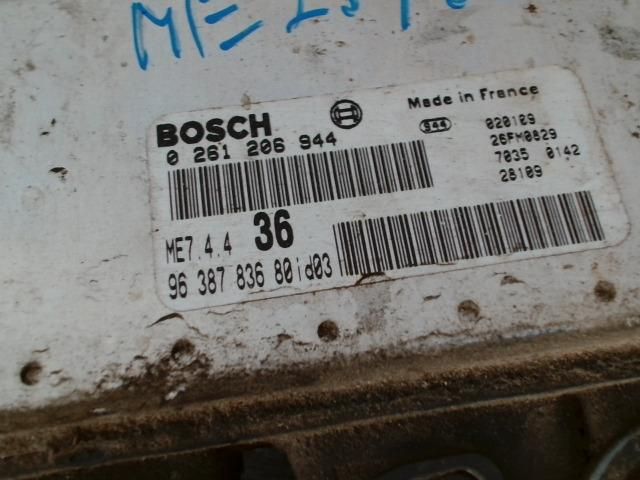 BOSCH
Made in France
0 261 206 944
944
020109
26FM0829
7035 0142
28109
ME7.4.4 36
96 387 836 80id03